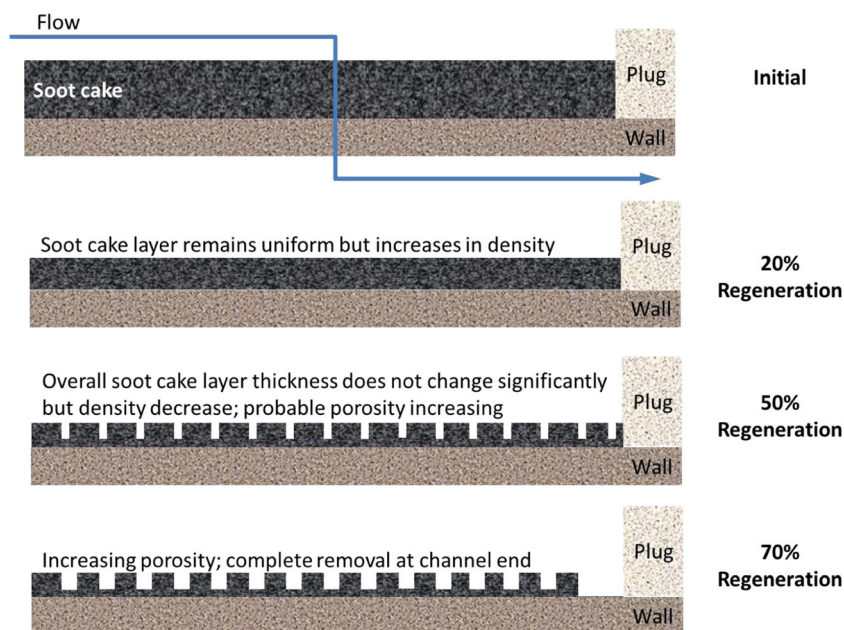 Flow
Soot cake
Plug
Wall
Initial
Soot cake layer remains uniform but increases in density
Plug
Wall
20%
Regeneration
Overall soot cake layer thickness does not change significantly
but density decrease; probable porosity increasing
Plug
Wall
50%
Regeneration
Increasing porosity; complete removal at channel end
Plug
Wall
70%
Regeneration